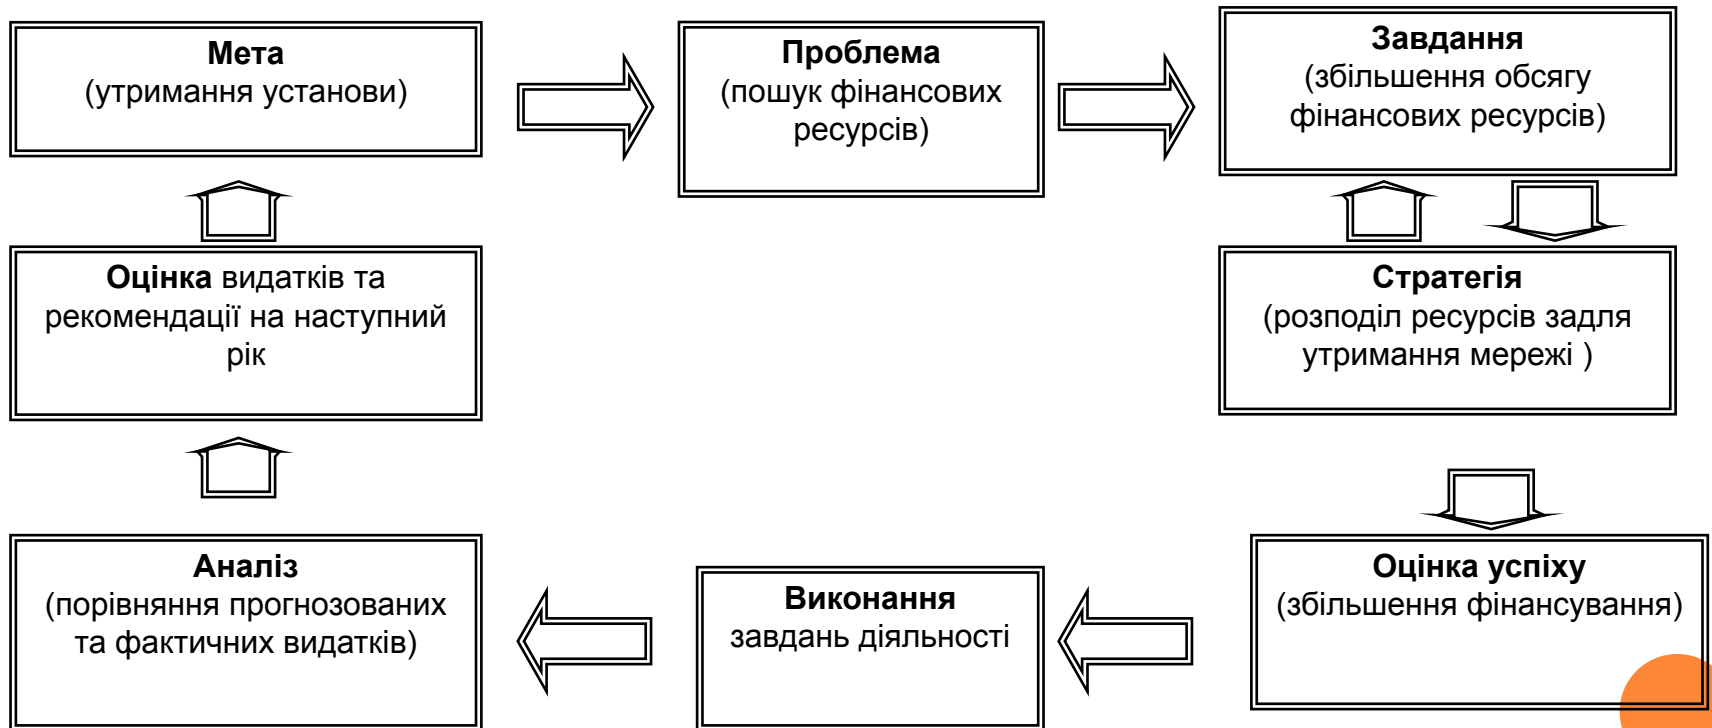 Мета
(утримання установи)
Проблема
(пошук фінансових
ресурсів)
Завдання
(збільшення обсягу
фінансових ресурсів)
Оцінка видатків та
рекомендації на наступний
рік
Стратегія
(розподіл ресурсів задля
утримання мережі )
Аналіз
(порівняння прогнозованих
та фактичних видатків)
Виконання
завдань діяльності
Оцінка успіху
(збільшення фінансування)